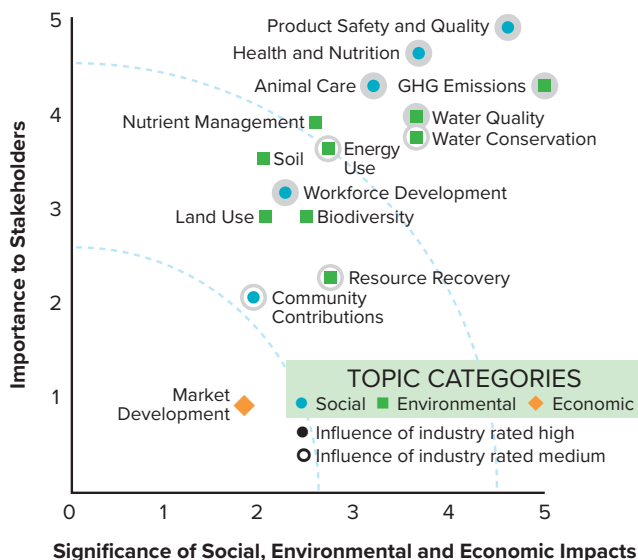 5
Product Safety and Quality
Health and Nutrition
Animal Care
GHG Emissions
4
Nutrient Management
Water Quality
Water Conservation
Energy
Use
Soil
3
Workforce Development
Land Use
Biodiversity
Resource Recovery
2
Community
Contributions
TOPIC CATEGORIES
Social
Environmental
Economic
1
Market
Development
Influence of industry rated high
Influence of industry rated medium
0
1
2
3
4
5
Importance to Stakeholders
Significance of Social, Environmental and Economic Impacts